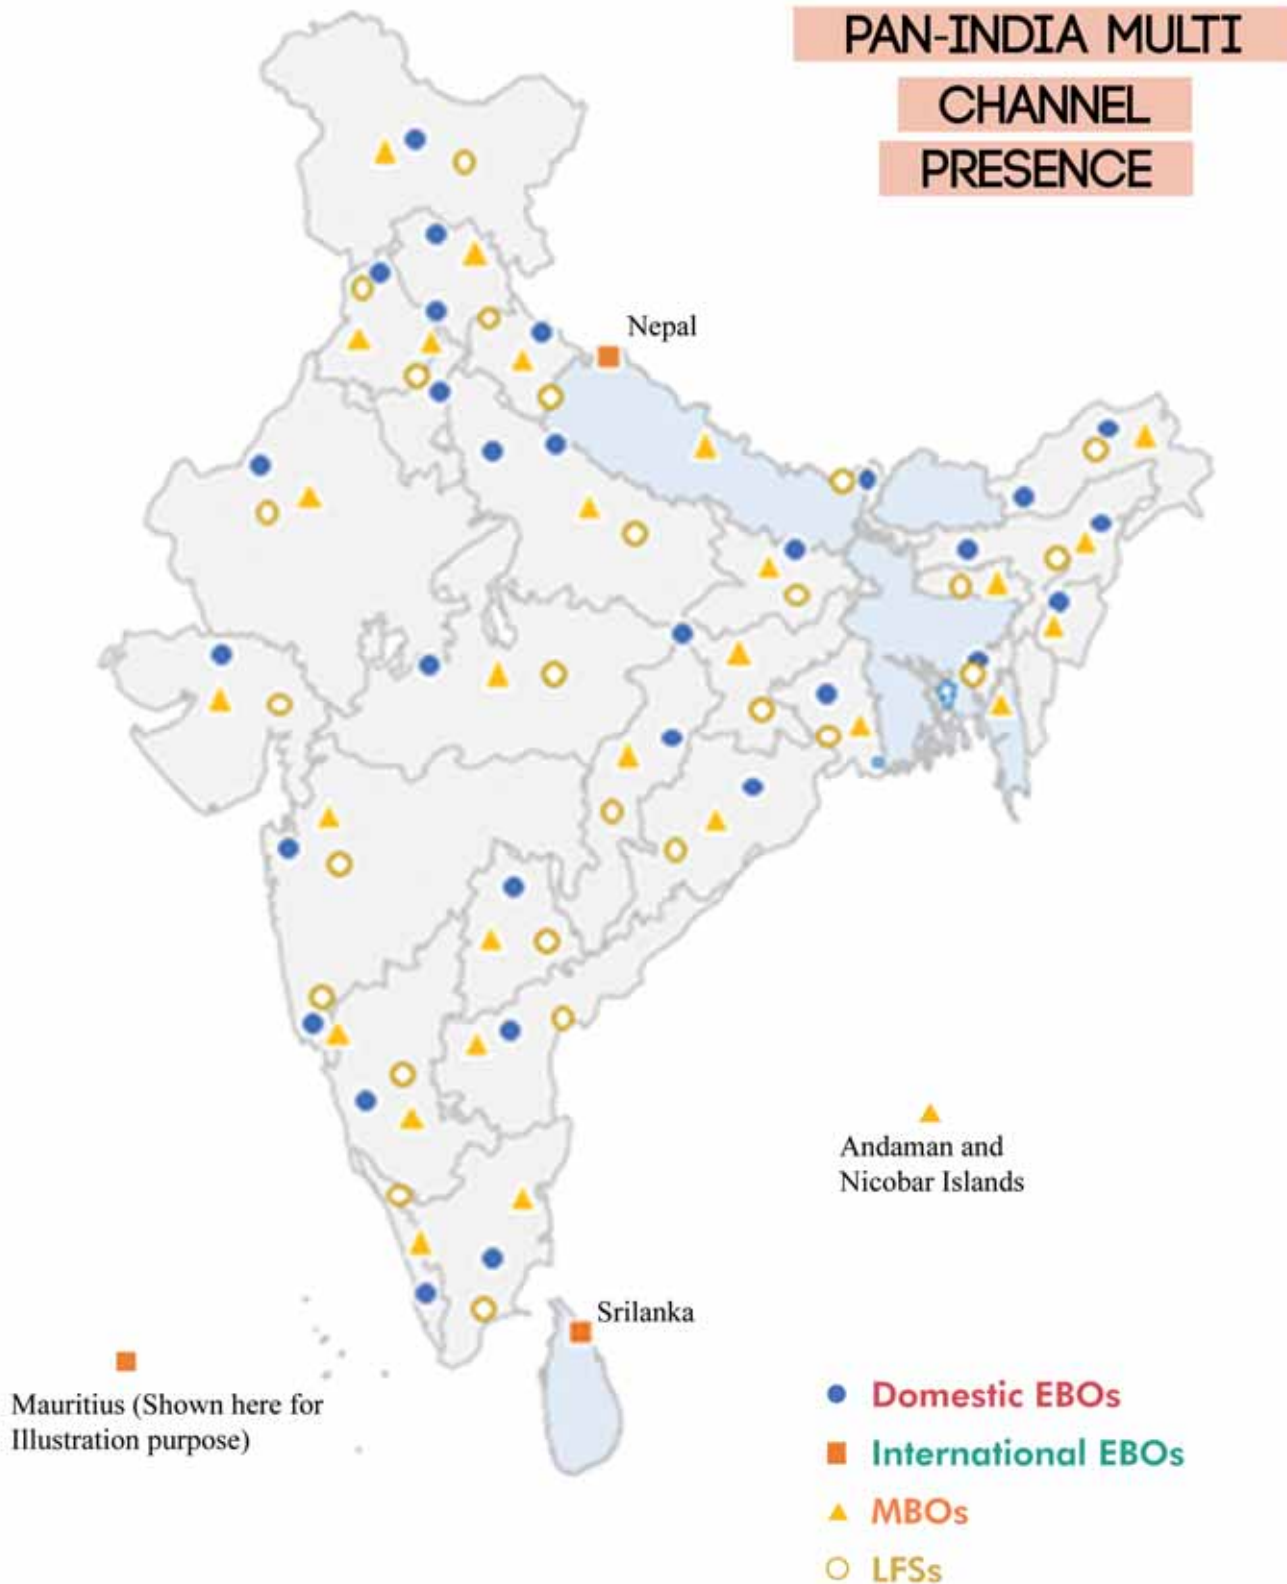 PAN-INDIA MULTI
CHANNEL
PRESENCE
Nepal
Andaman and
Nicobar Islands
Srilanka
Mauritius (Shown here for
Illustration purpose)
Domestic EBOs
International EBOs
MBOs
LFSs